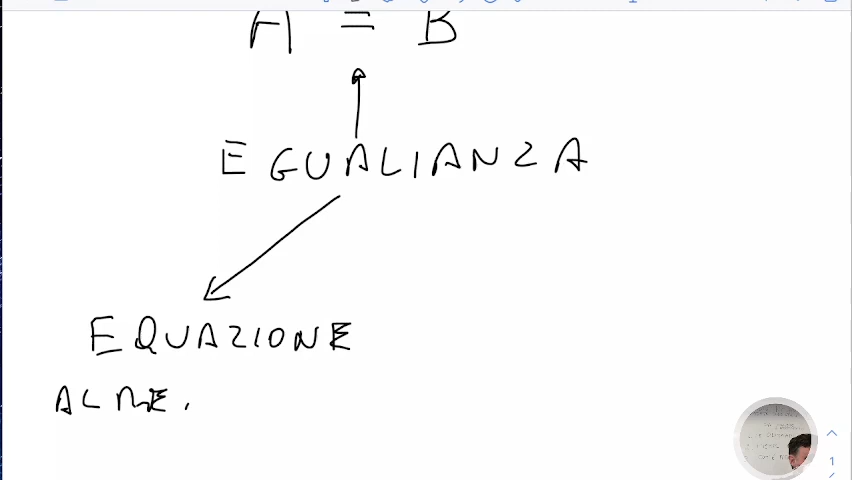 A = B
EGUALIANZA
EQUAZIONE
ALME